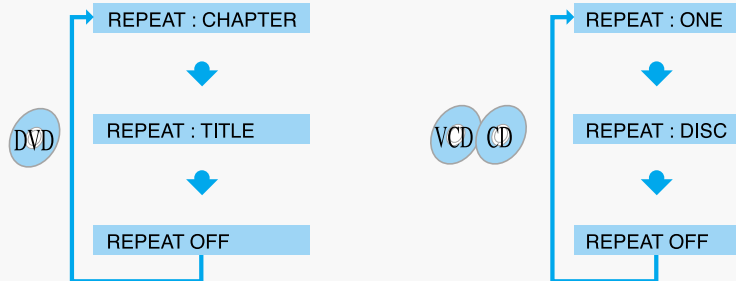 REPEAT : CHAPTER
DVD
REPEAT : TITLE
REPEAT OFF
REPEAT : ONE
VCD CD
REPEAT : DISC
REPEAT OFF